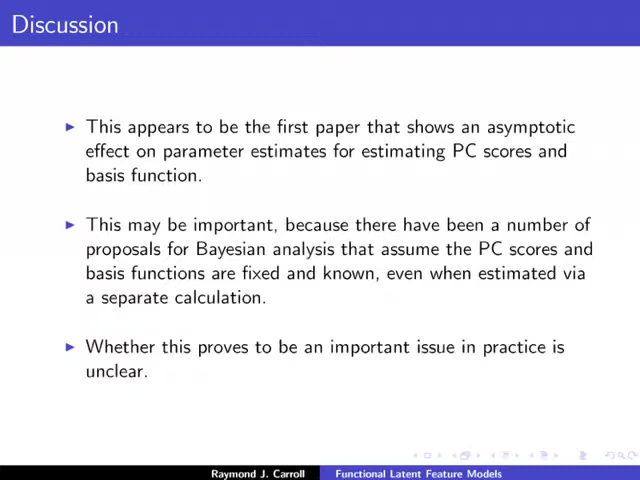 Discussion
This appears to be the first paper that shows an asymptotic
effect on parameter estimates for estimating PC scores and
basis function.
This may be important, because there have been a number of
proposals for Bayesian analysis that assume the PC scores and
basis functions are fixed and known, even when estimated via
a separate calculation.
Whether this proves to be an important issue in practice is
unclear.
Raymond J. Carroll Functional Latent Feature Models